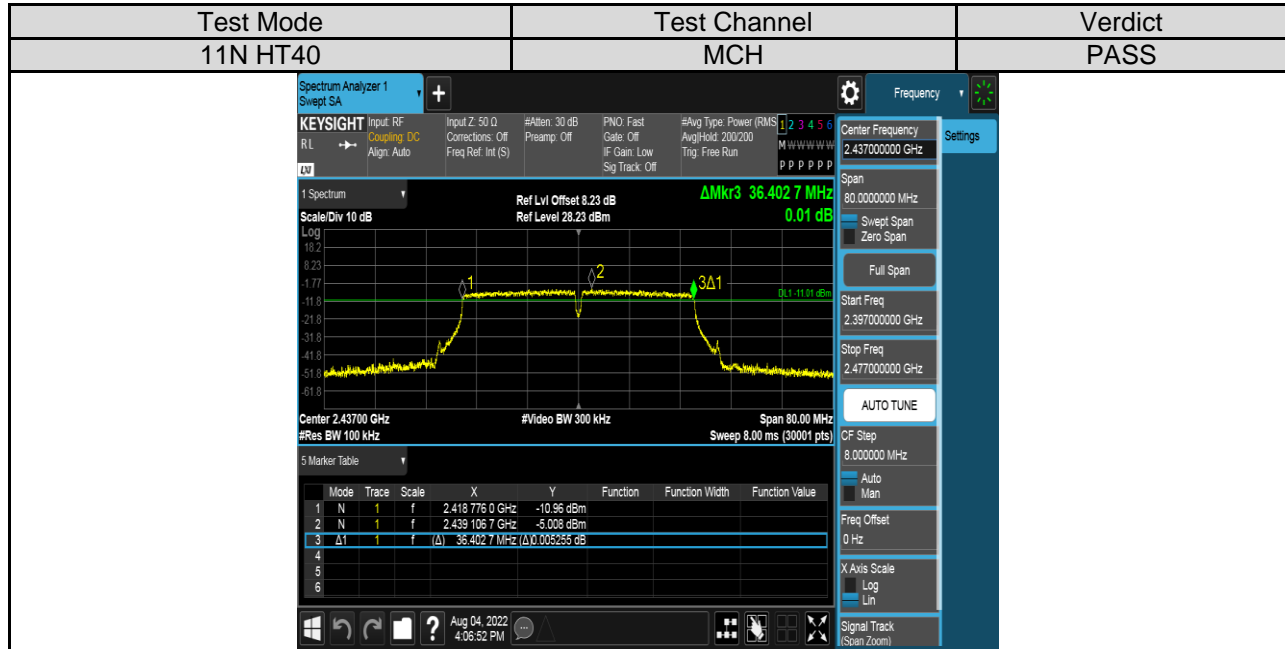 Test Mode Test Channel Verdict
11N HT40 MCH PASS
Spectrum Analyzer 1
Swept SA
+
Frequency
KEYSIGHT
RL
LXI
Input: RF
Coupling: DC
Align: Auto
Input Z: 50 Ω
Corrections: Off
Freq Ref: Int (S)
#Atten: 30 dB
Preamp: Off
PNO: Fast
Gate: Off
IF Gain: Low
Sig Track: Off
#Avg Type: Power (RMS
Avg|Hold: 200/200
Trig: Free Run
1 2 3 4 5 6
M W W W W W
P P P P P P
Center Frequency
2.437000000 GHz
Settings
Span
80.0000000 MHz
Swept Span
Zero Span
Full Span
Start Freq
2.397000000 GHz
Stop Freq
2.477000000 GHz
AUTO TUNE
CF Step
8.000000 MHz
Auto
Man
Freq Offset
0 Hz
X Axis Scale
Log
Lin
Signal Track
(Span Zoom)
1 Spectrum
Scale/Div 10 dB
Log
Ref Lvl Offset 8.23 dB
Ref Level 28.23 dBm
ΔMkr3 36.402 7 MHz
0.01 dB
18.2
8.23
-1.77
-11.8
-21.8
-31.8
-41.8
-51.8
-61.8
1
2
3Δ1
DL1 -11.01 dBm
Center 2.43700 GHz
#Res BW 100 kHz
#Video BW 300 kHz
Span 80.00 MHz
Sweep 8.00 ms (30001 pts)
5 Marker Table
Mode Trace Scale X Y Function Function Width Function Value
1 N 1 f 2.418 776 0 GHz -10.96 dBm
2 N 1 f 2.439 106 7 GHz -5.008 dBm
3 Δ1 1 f (Δ) 36.402 7 MHz (Δ)0.005255 dB
4
5
6
?
Aug 04, 2022
4:06:52 PM